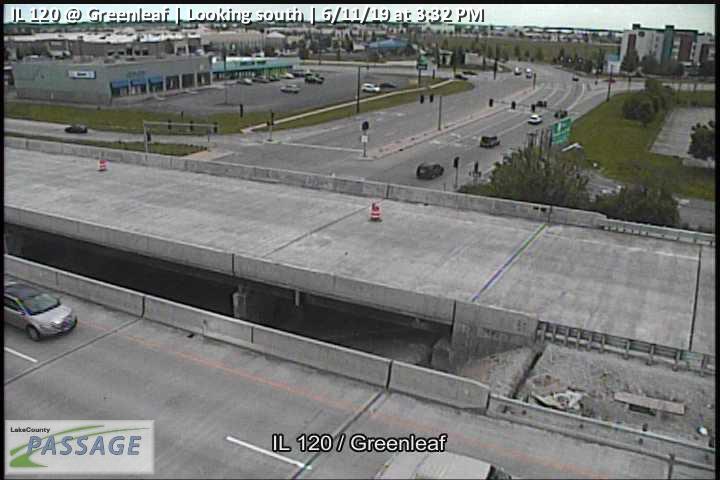 IL 120 @ Greenleaf | Looking south | 6/11/19 at 3:32 PM
IL 120 / Greenleaf
LakeCounty
PASSAGE